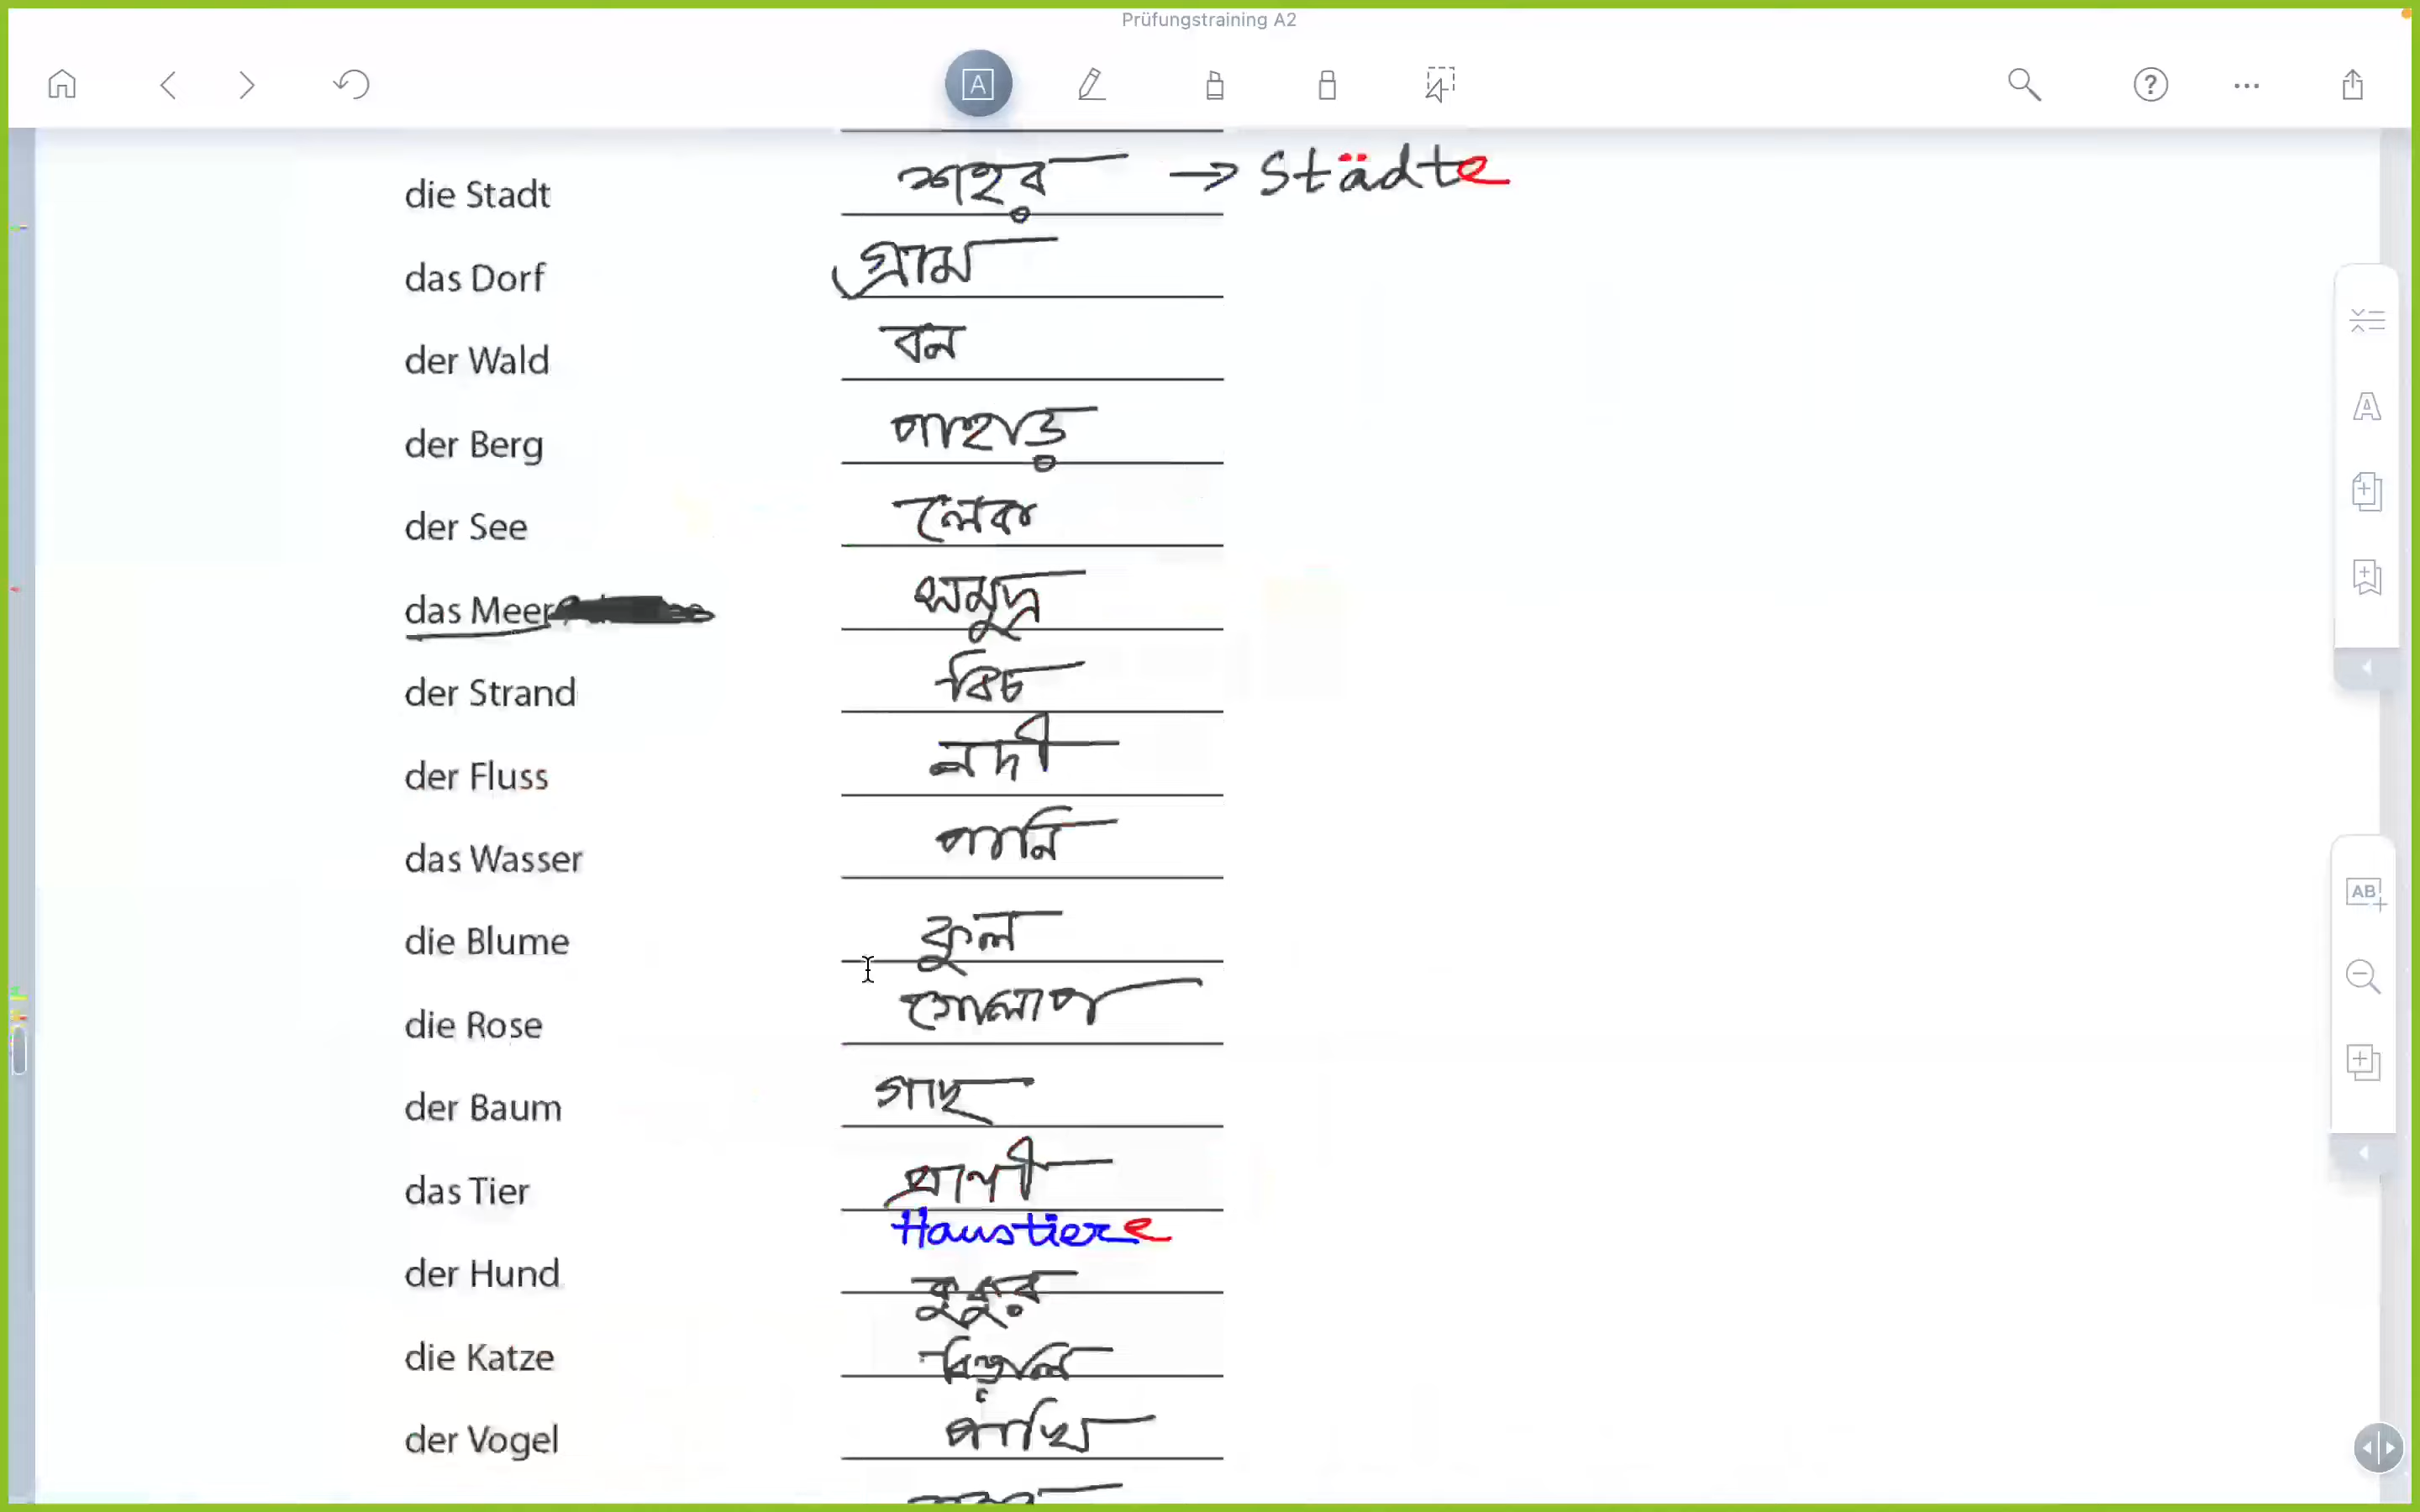 Prüfungstraining A2
die Stadt শহর → Städte
das Dorf গ্রাম
der Wald বন
der Berg পাহাড়
der See লেক
das Meer সমুদ্র
der Strand বিচ
der Fluss নদী
das Wasser পানি
die Blume ফুল
die Rose গোলাপ
der Baum গাছ
das Tier প্রাণী
Haustiere
der Hund কুকুর
die Katze বিড়াল
der Vogel পাখি